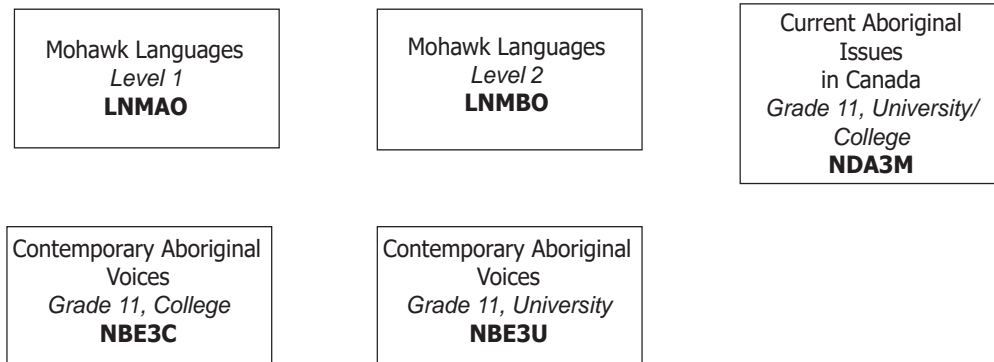 Mohawk Languages
Level 1
LNMAO
Mohawk Languages
Level 2
LNMBO
Current Aboriginal
Issues
in Canada
Grade 11, University/
College
NDA3M
Contemporary Aboriginal
Voices
Grade 11, College
NBE3C
Contemporary Aboriginal
Voices
Grade 11, University
NBE3U